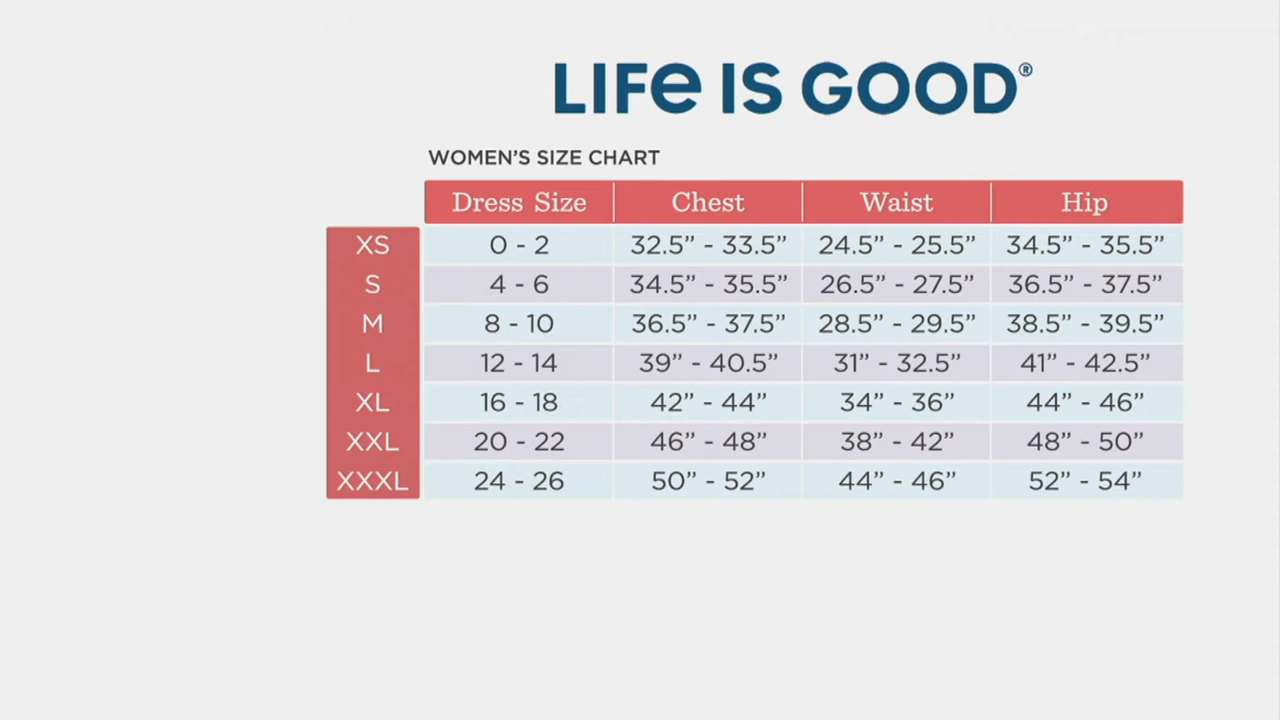 LIFe IS GOOD®
WOMEN'S SIZE CHART
Dress Size Chest Waist Hip
XS 0 - 2 32.5” - 33.5” 24.5” - 25.5” 34.5” - 35.5”
S 4 - 6 34.5” - 35.5” 26.5” - 27.5” 36.5” - 37.5”
M 8 - 10 36.5” - 37.5” 28.5” - 29.5” 38.5” - 39.5”
L 12 - 14 39” - 40.5” 31” - 32.5” 41” - 42.5”
XL 16 - 18 42” - 44” 34” - 36” 44” - 46”
XXL 20 - 22 46” - 48” 38” - 42” 48” - 50”
XXXL 24 - 26 50” - 52” 44” - 46” 52” - 54”